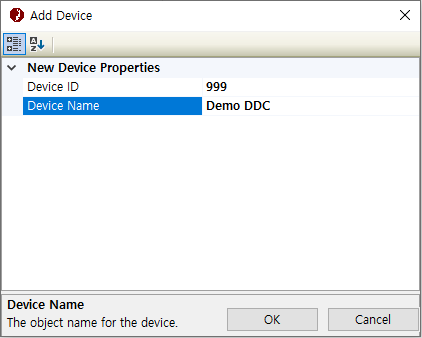 Add Device
New Device Properties
Device ID 999
Device Name Demo DDC
Device Name
The object name for the device.
OK Cancel